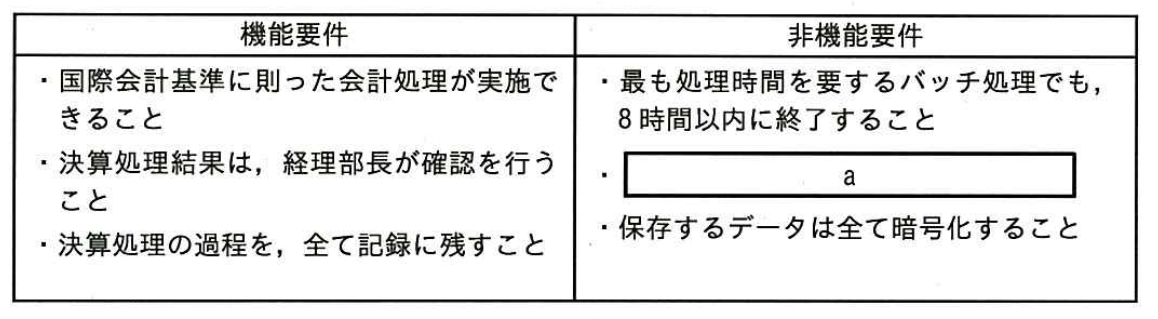 機能要件
・国際会計基準に則った会計処理が実施で
きること
・決算処理結果は，経理部長が確認を行う
こと
・決算処理の過程を，全て記録に残すこと
非機能要件
・最も処理時間を要するバッチ処理でも，
8時間以内に終了すること
・a
・保存するデータは全て暗号化すること